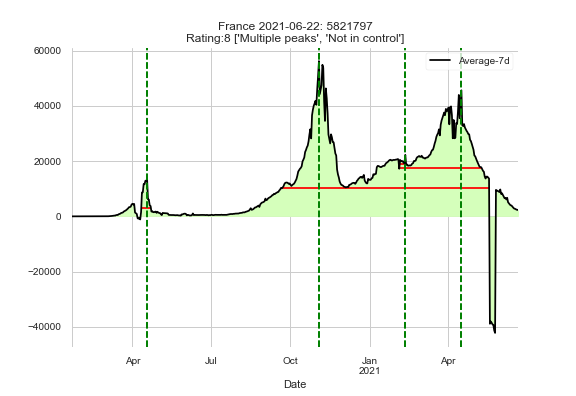 France 2021-06-22: 5821797
Rating:8 ['Multiple peaks', 'Not in control']
Average-7d
60000
40000
20000
0
−20000
−40000
Apr
Jul
Oct
Jan
2021
Apr
Date